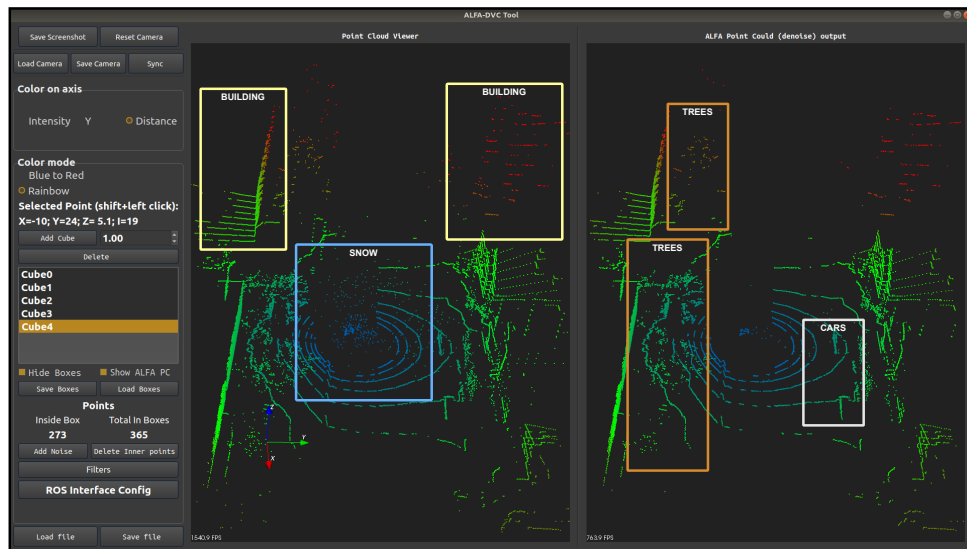 ALFA-DVC Tool
Save Screenshot Reset Camera
Load Camera Save Camera Sync
Color on axis
Intensity Y Distance
Color mode
Blue to Red
Rainbow
Selected Point (shift+left click):
X=-10; Y=24; Z= 5.1; I=19
Add Cube 1.00
Delete
Cube0
Cube1
Cube2
Cube3
Cube4
Hide Boxes Show ALFA PC
Save Boxes Load Boxes
Points
Inside Box Total In Boxes
273 365
Add Noise Delete Inner points
Filters
ROS Interface Config
Load file Save file
Point Cloud Viewer
BUILDING BUILDING
SNOW
Z
Y
X
1540.9 FPS
ALFA Point Could (denoise) output
TREES
TREES
CARS
763.9 FPS